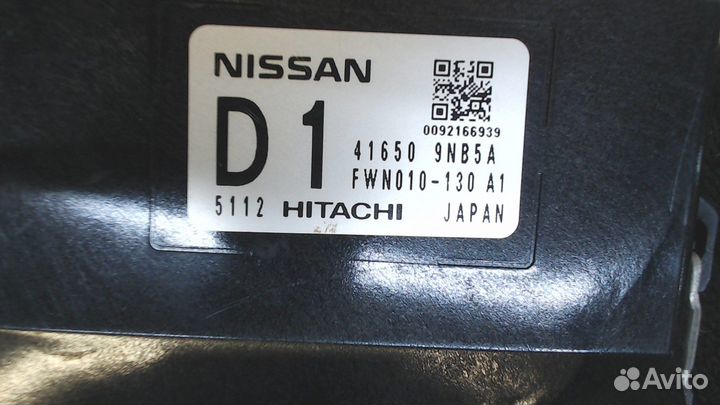 NISSAN
0092166939
D1
41650 9NB5A
FWN010-130 A1
5112 HITACHI JAPAN
Avito